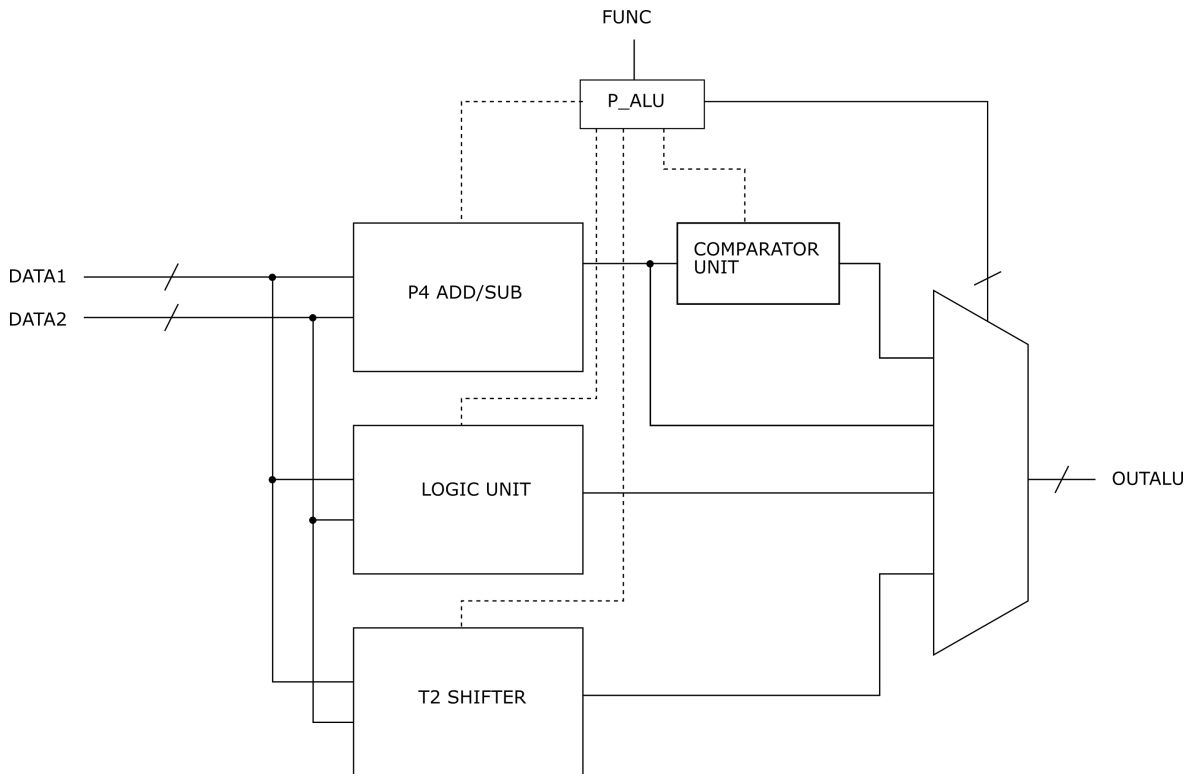 FUNC
P_ALU
COMPARATOR
UNIT
DATA1
P4 ADD/SUB
DATA2
LOGIC UNIT
OUTALU
T2 SHIFTER